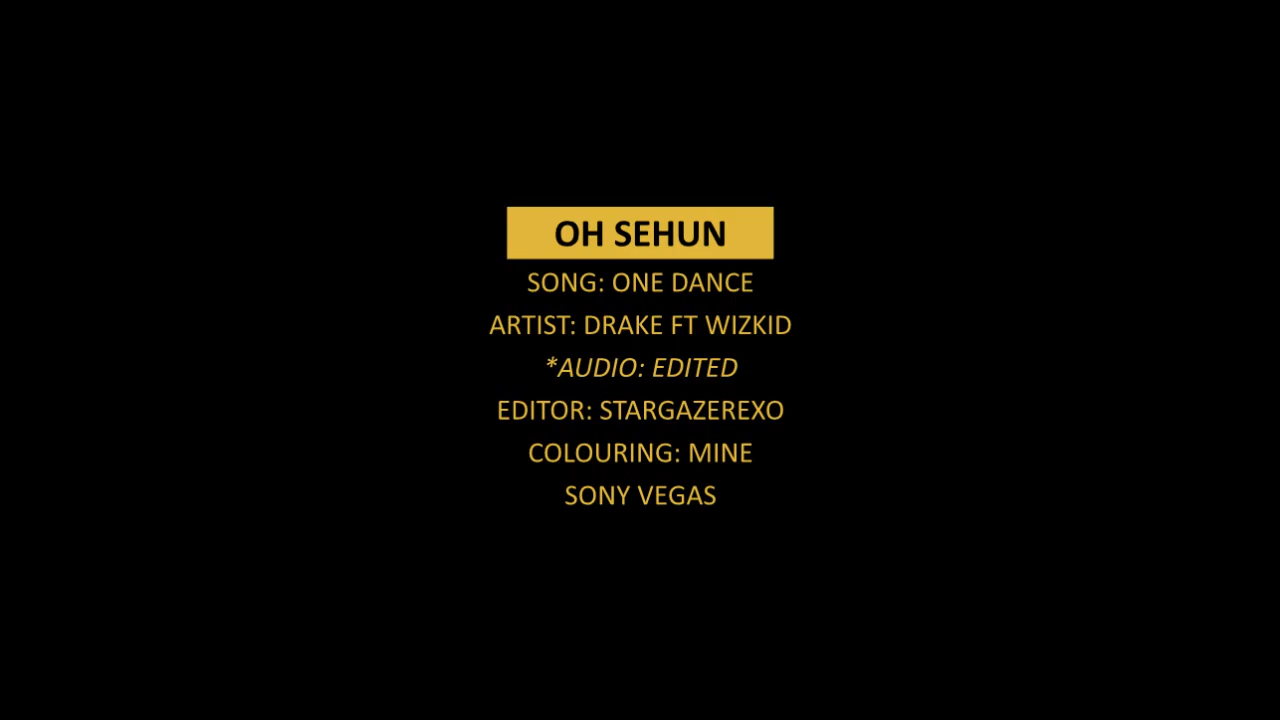 OH SEHUN
SONG: ONE DANCE
ARTIST: DRAKE FT WIZKID
*AUDIO: EDITED
EDITOR: STARGAZEREXO
COLOURING: MINE
SONY VEGAS